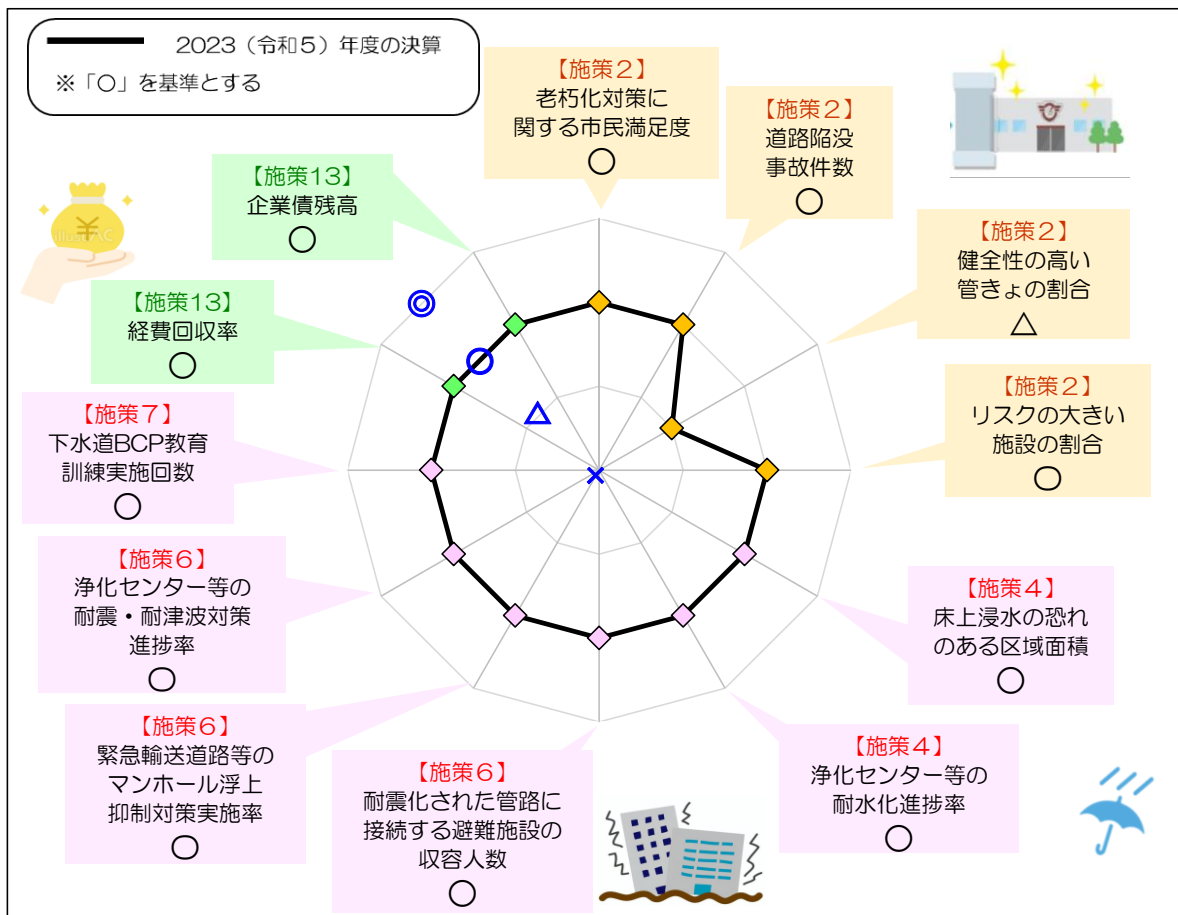 2023（令和5）年度の決算
※「○」を基準とする
【施策2】
老朽化対策に
関する市民満足度
○
【施策2】
道路陥没
事故件数
○
【施策2】
健全性の高い
管きょの割合
△
【施策2】
リスクの大きい
施設の割合
○
【施策4】
床上浸水の恐れ
のある区域面積
○
【施策4】
浄化センター等の
耐水化進捗率
○
【施策6】
耐震化された管路に
接続する避難施設の
収容人数
○
【施策6】
緊急輸送道路等の
マンホール浮上
抑制対策実施率
○
【施策6】
浄化センター等の
耐震・耐津波対策
進捗率
○
【施策7】
下水道BCP教育
訓練実施回数
○
【施策13】
経費回収率
○
【施策13】
企業債残高
○
◎
○
△
×
¥